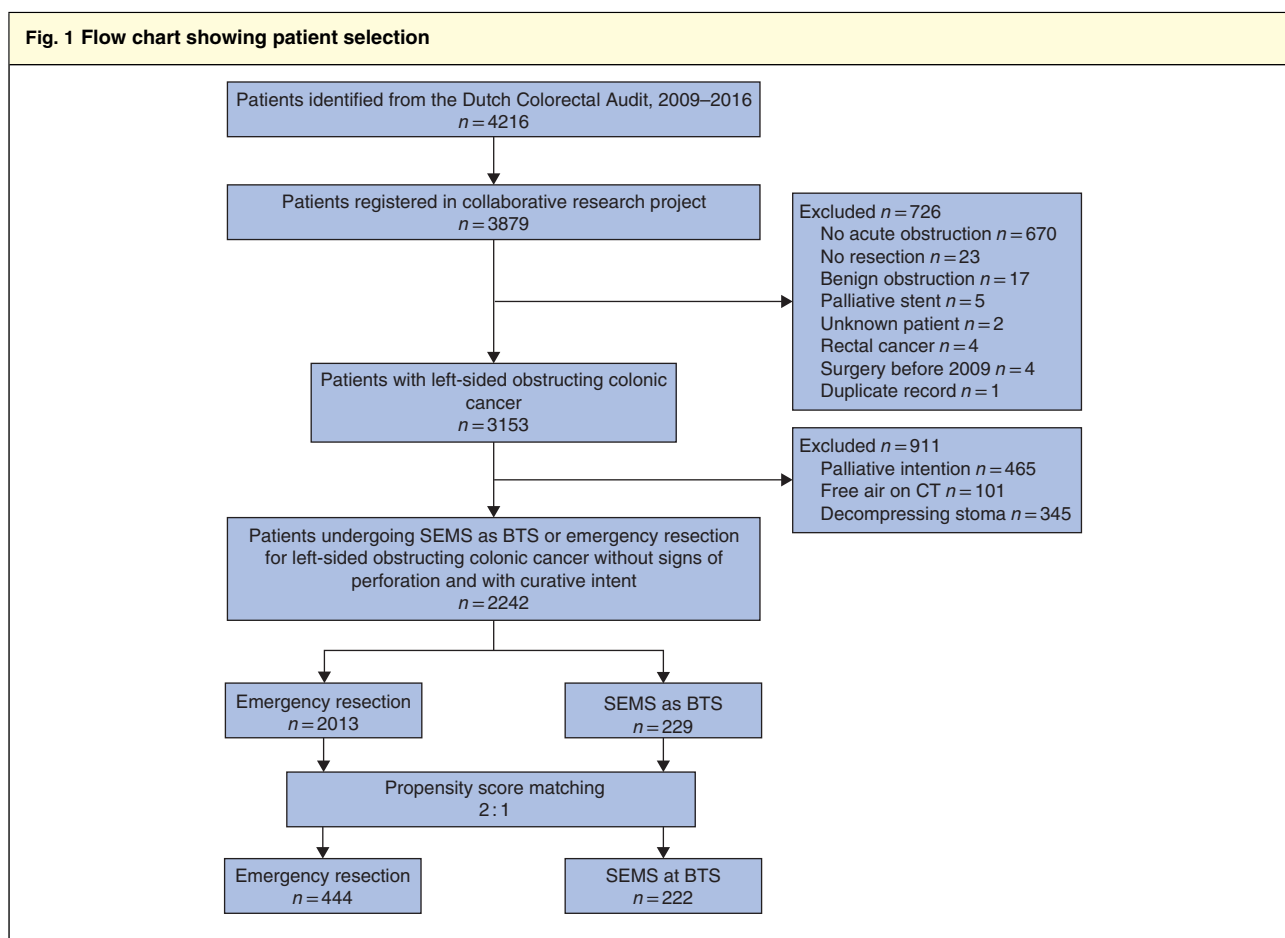 Fig. 1 Flow chart showing patient selection
Patients identified from the Dutch Colorectal Audit, 2009–2016
n = 4216
Patients registered in collaborative research project
n = 3879
Excluded n = 726
No acute obstruction n = 670
No resection n = 23
Benign obstruction n = 17
Palliative stent n = 5
Unknown patient n = 2
Rectal cancer n = 4
Surgery before 2009 n = 4
Duplicate record n = 1
Patients with left-sided obstructing colonic
cancer
n = 3153
Excluded n = 911
Palliative intention n = 465
Free air on CT n = 101
Decompressing stoma n = 345
Patients undergoing SEMS as BTS or emergency resection
for left-sided obstructing colonic cancer without signs of
perforation and with curative intent
n = 2242
Emergency resection
n = 2013
SEMS as BTS
n = 229
Propensity score matching
2 : 1
Emergency resection
n = 444
SEMS at BTS
n = 222